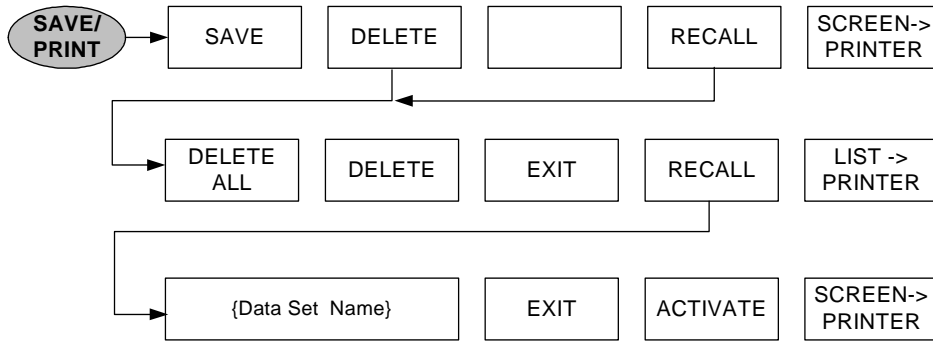 SAVE/
PRINT
SAVE
DELETE
RECALL
SCREEN->
PRINTER
DELETE
ALL
DELETE
EXIT
RECALL
LIST ->
PRINTER
{Data Set Name}
EXIT
ACTIVATE
SCREEN->
PRINTER